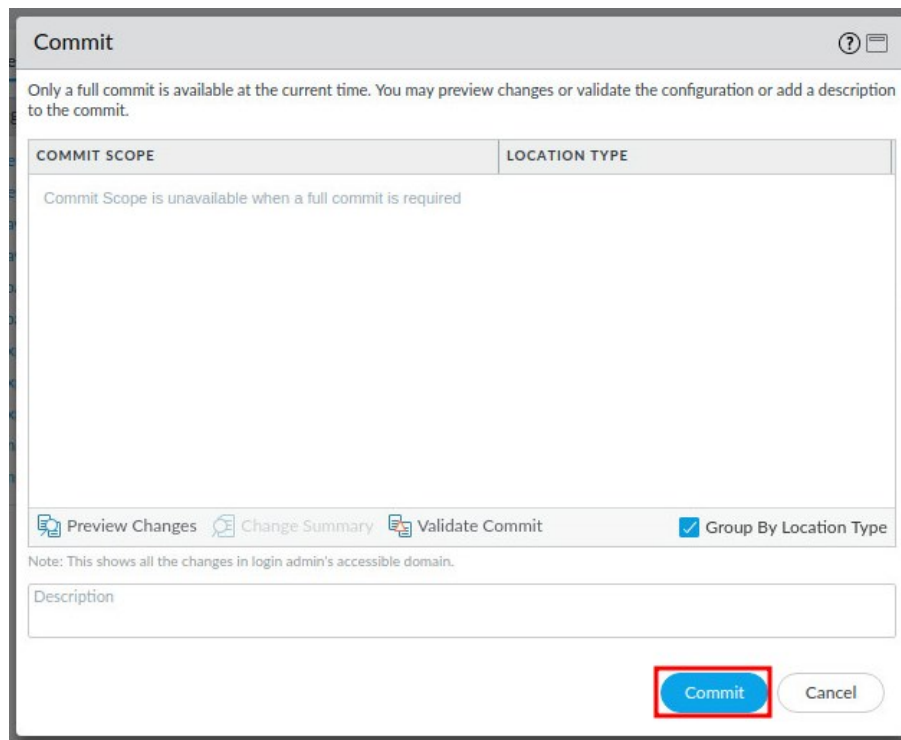 Commit
Only a full commit is available at the current time. You may preview changes or validate the configuration or add a description
to the commit.
COMMIT SCOPE LOCATION TYPE
Commit Scope is unavailable when a full commit is required
Preview Changes Change Summary Validate Commit Group By Location Type
Note: This shows all the changes in login admin's accessible domain.
Description
Commit Cancel